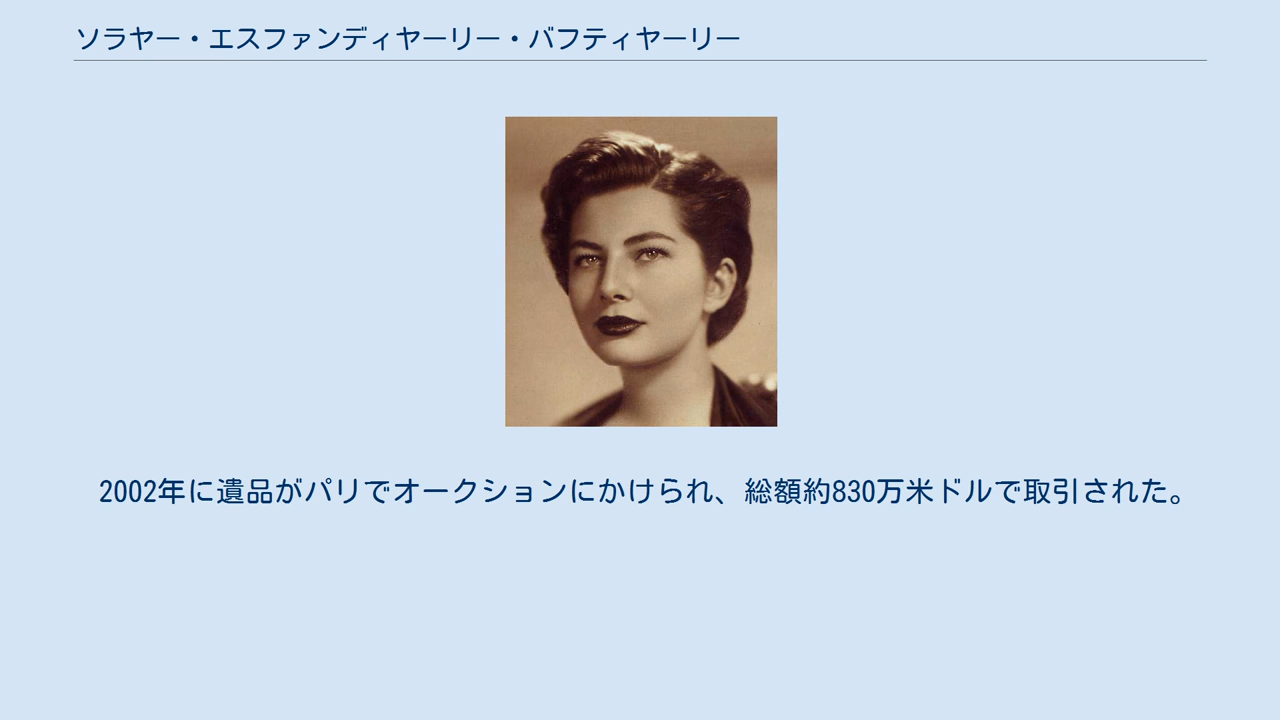 ソラヤー・エスファンディヤーリー・バフティヤーリー
2002年に遺品がパリでオークションにかけられ、総額約830万米ドルで取引された。